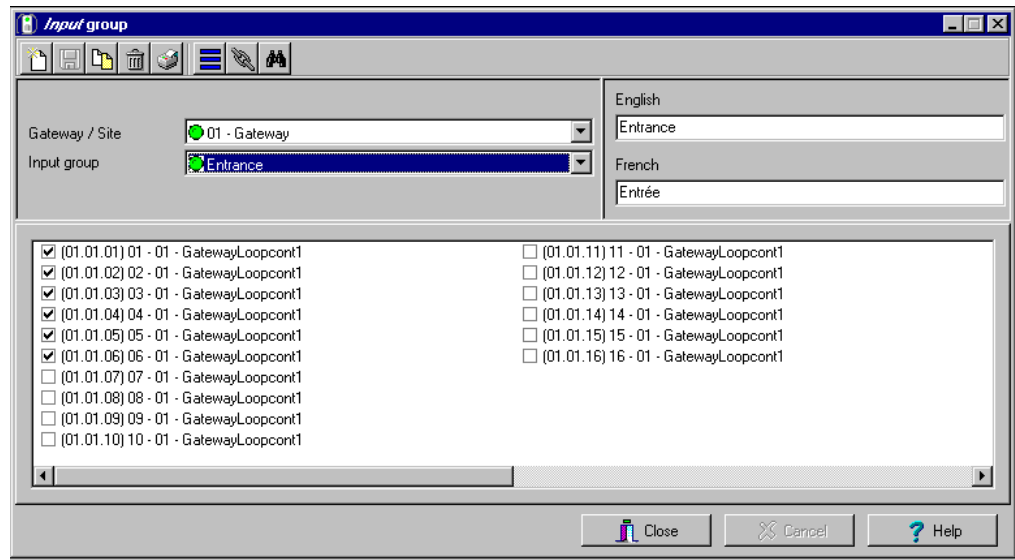 Input group
English
Entrance
Gateway / Site
01 - Gateway
Input group
Entrance
French
Entrée
(01.01.01) 01 - 01 - GatewayLoopcont1
(01.01.02) 02 - 01 - GatewayLoopcont1
(01.01.03) 03 - 01 - GatewayLoopcont1
(01.01.04) 04 - 01 - GatewayLoopcont1
(01.01.05) 05 - 01 - GatewayLoopcont1
(01.01.06) 06 - 01 - GatewayLoopcont1
(01.01.07) 07 - 01 - GatewayLoopcont1
(01.01.08) 08 - 01 - GatewayLoopcont1
(01.01.09) 09 - 01 - GatewayLoopcont1
(01.01.10) 10 - 01 - GatewayLoopcont1
(01.01.11) 11 - 01 - GatewayLoopcont1
(01.01.12) 12 - 01 - GatewayLoopcont1
(01.01.13) 13 - 01 - GatewayLoopcont1
(01.01.14) 14 - 01 - GatewayLoopcont1
(01.01.15) 15 - 01 - GatewayLoopcont1
(01.01.16) 16 - 01 - GatewayLoopcont1
Close
Cancel
Help